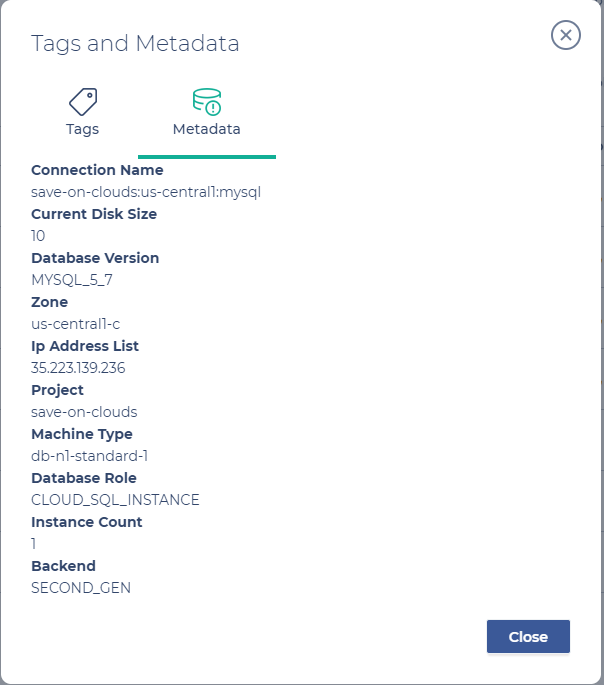 Tags and Metadata
Tags
Metadata
Connection Name
save-on-clouds:us-central1:mysql
Current Disk Size
10
Database Version
MYSQL_5_7
Zone
us-central1-c
Ip Address List
35.223.139.236
Project
save-on-clouds
Machine Type
db-n1-standard-1
Database Role
CLOUD_SQL_INSTANCE
Instance Count
1
Backend
SECOND_GEN
Close